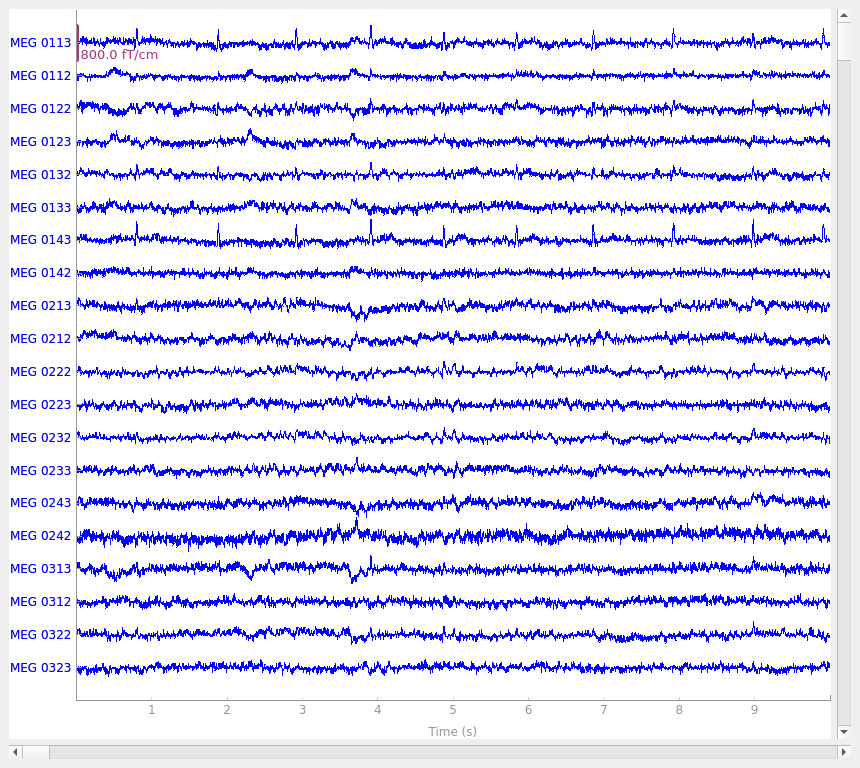 MEG 0113
800.0 fT/cm
MEG 0112
MEG 0122
MEG 0123
MEG 0132
MEG 0133
MEG 0143
MEG 0142
MEG 0213
MEG 0212
MEG 0222
MEG 0223
MEG 0232
MEG 0233
MEG 0243
MEG 0242
MEG 0313
MEG 0312
MEG 0322
MEG 0323
1 2 3 4 5 6 7 8 9
Time (s)